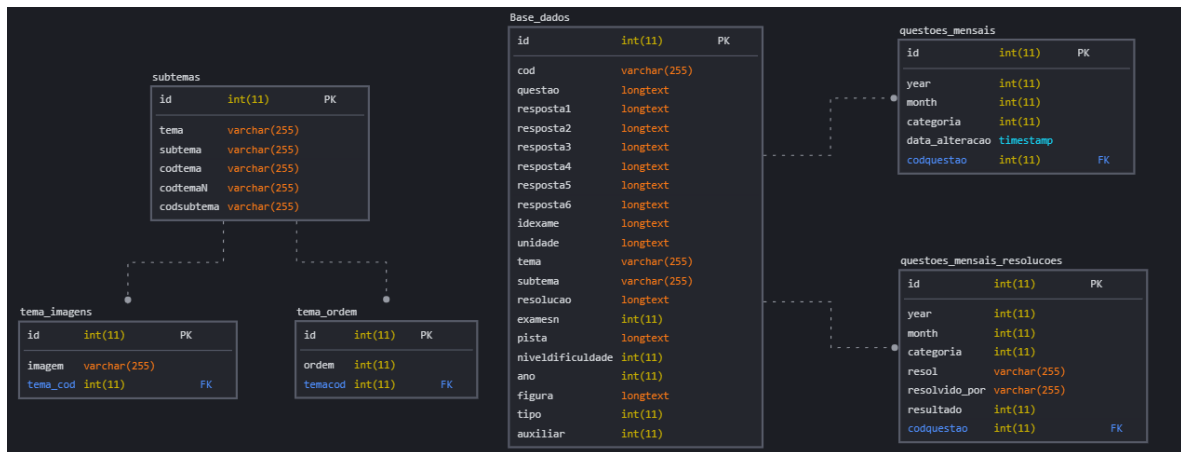 subtemas
id int(11) PK
tema varchar(255)
subtema varchar(255)
codtema varchar(255)
codtemaN varchar(255)
codsubtema varchar(255)
tema_imagens
id int(11) PK
imagem varchar(255)
tema_cod int(11) FK
tema_ordem
id int(11) PK
ordem int(11)
temacod int(11) FK
Base_dados
id int(11) PK
cod varchar(255)
questao longtext
resposta1 longtext
resposta2 longtext
resposta3 longtext
resposta4 longtext
resposta5 longtext
resposta6 longtext
idexame longtext
unidade longtext
tema varchar(255)
subtema varchar(255)
resolucao longtext
examesn int(11)
pista longtext
niveldificuldade int(11)
ano int(11)
figura longtext
tipo int(11)
auxiliar int(11)
questoes_mensais
id int(11) PK
year int(11)
month int(11)
categoria int(11)
data_alteracao timestamp
codquestao int(11) FK
questoes_mensais_resolucoes
id int(11) PK
year int(11)
month int(11)
categoria int(11)
resol varchar(255)
resolvido_por varchar(255)
resultado int(11)
codquestao int(11) FK